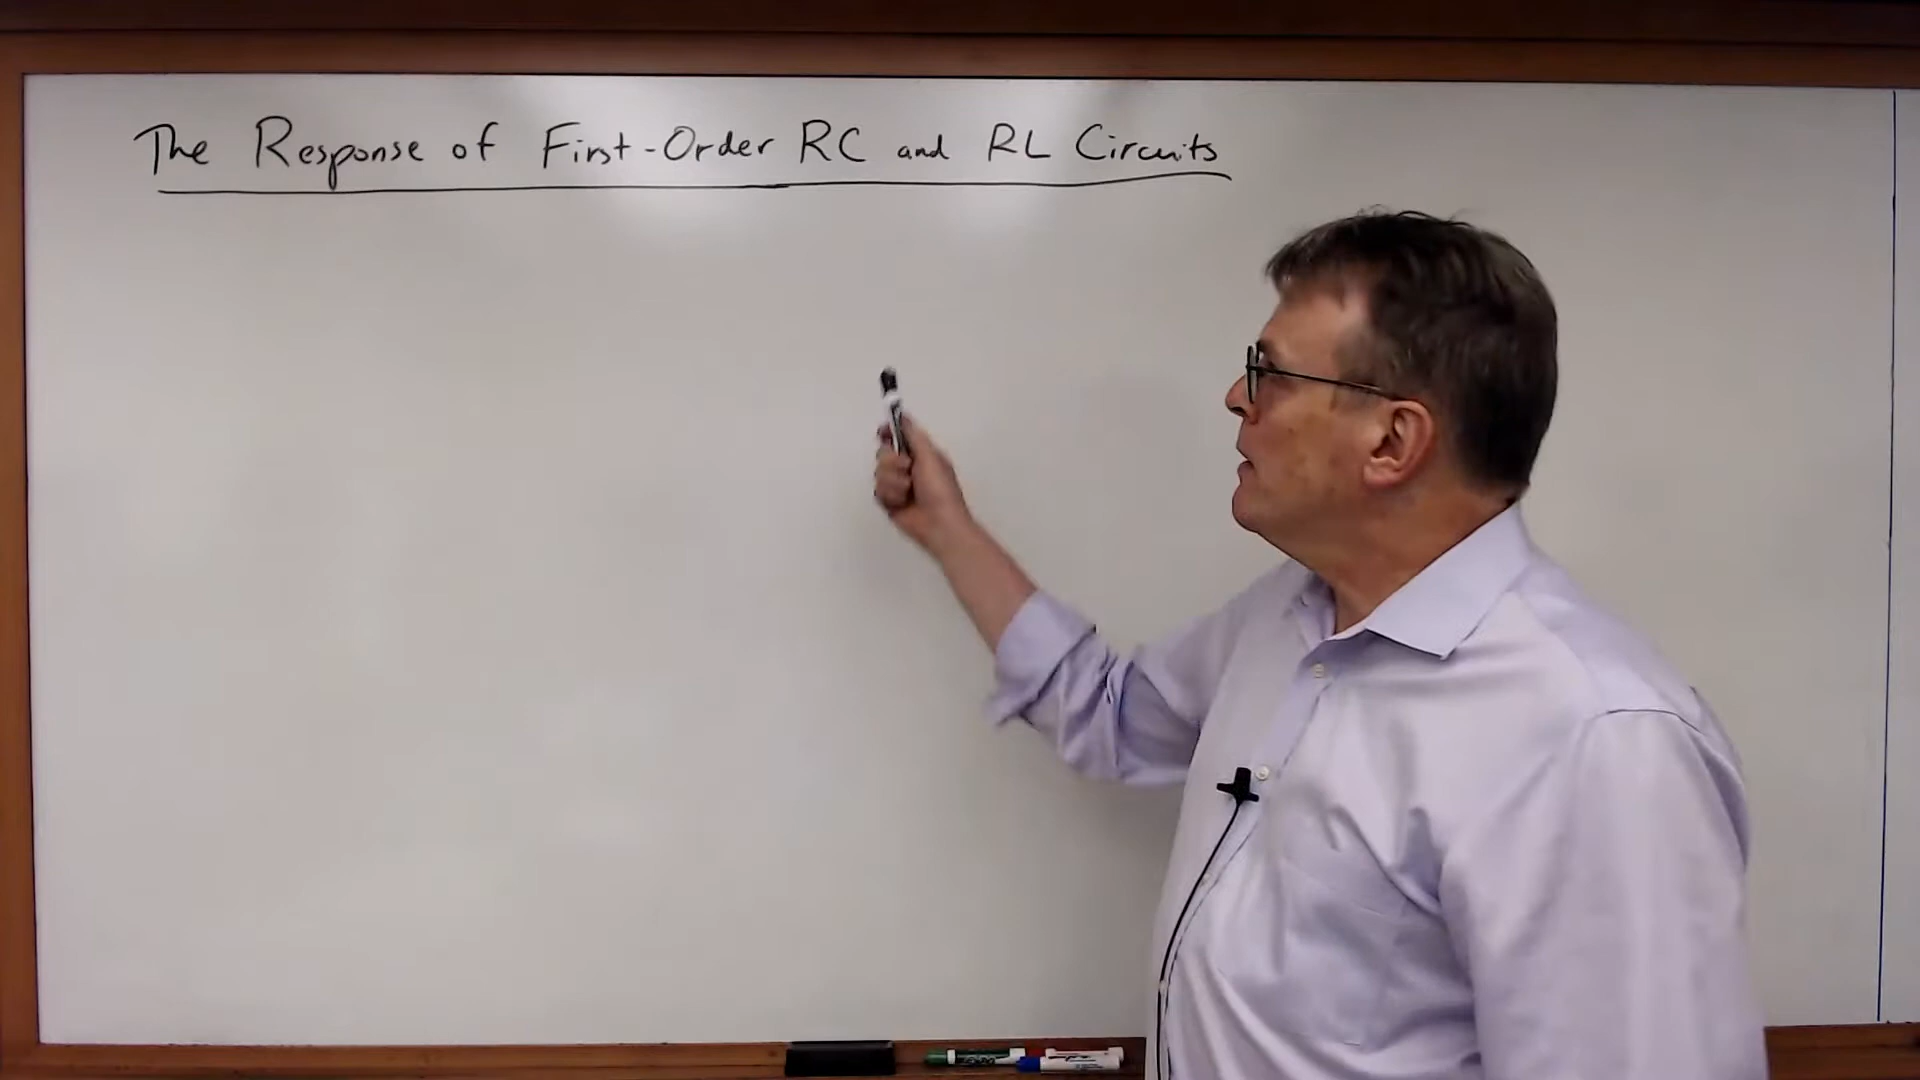 The Response of First-Order RC and RL Circuits